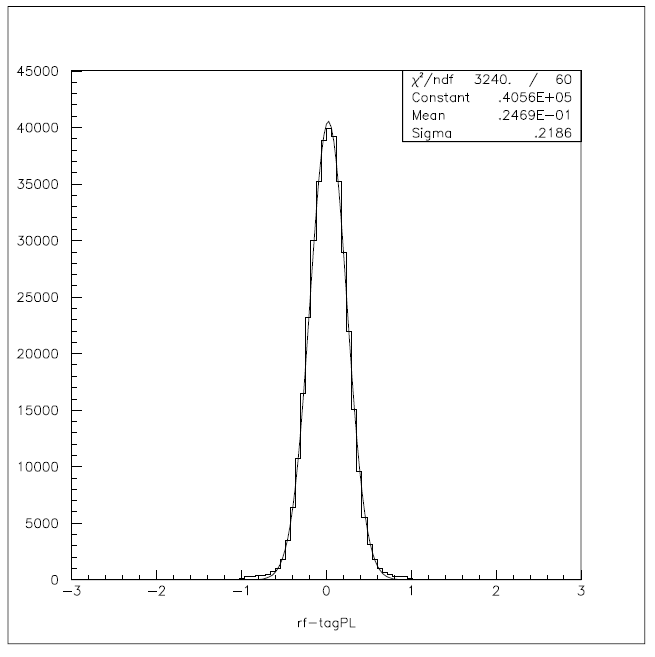 χ²/ndf 3240. / 60
Constant .4056E+05
Mean .2469E−01
Sigma .2186
45000
40000
35000
30000
25000
20000
15000
10000
5000
0
−3 −2 −1 0 1 2 3
rf−tagPL